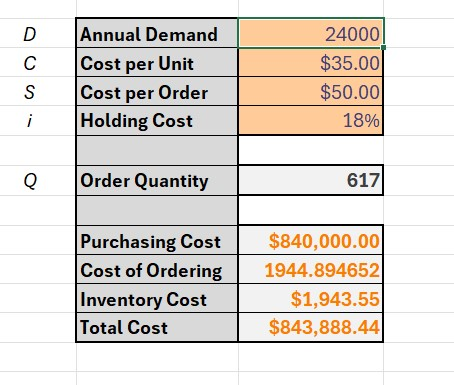 D Annual Demand 24000
C Cost per Unit $35.00
S Cost per Order $50.00
i Holding Cost 18%
Q Order Quantity 617
Purchasing Cost $840,000.00
Cost of Ordering 1944.894652
Inventory Cost $1,943.55
Total Cost $843,888.44